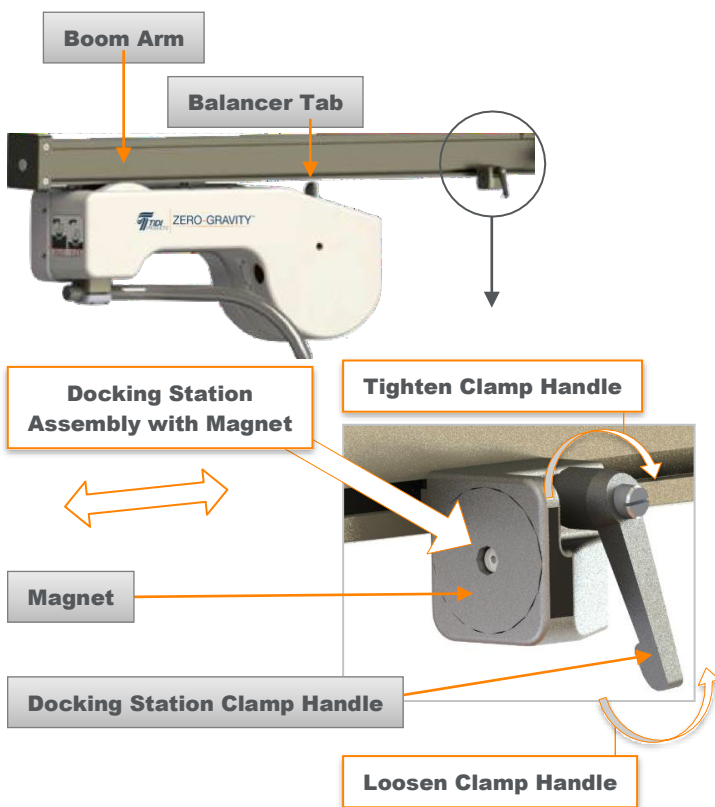 Boom Arm
Balancer Tab
TIDI
ZERO-GRAVITY™
Docking Station
Assembly with Magnet
Tighten Clamp Handle
Magnet
Docking Station Clamp Handle
Loosen Clamp Handle